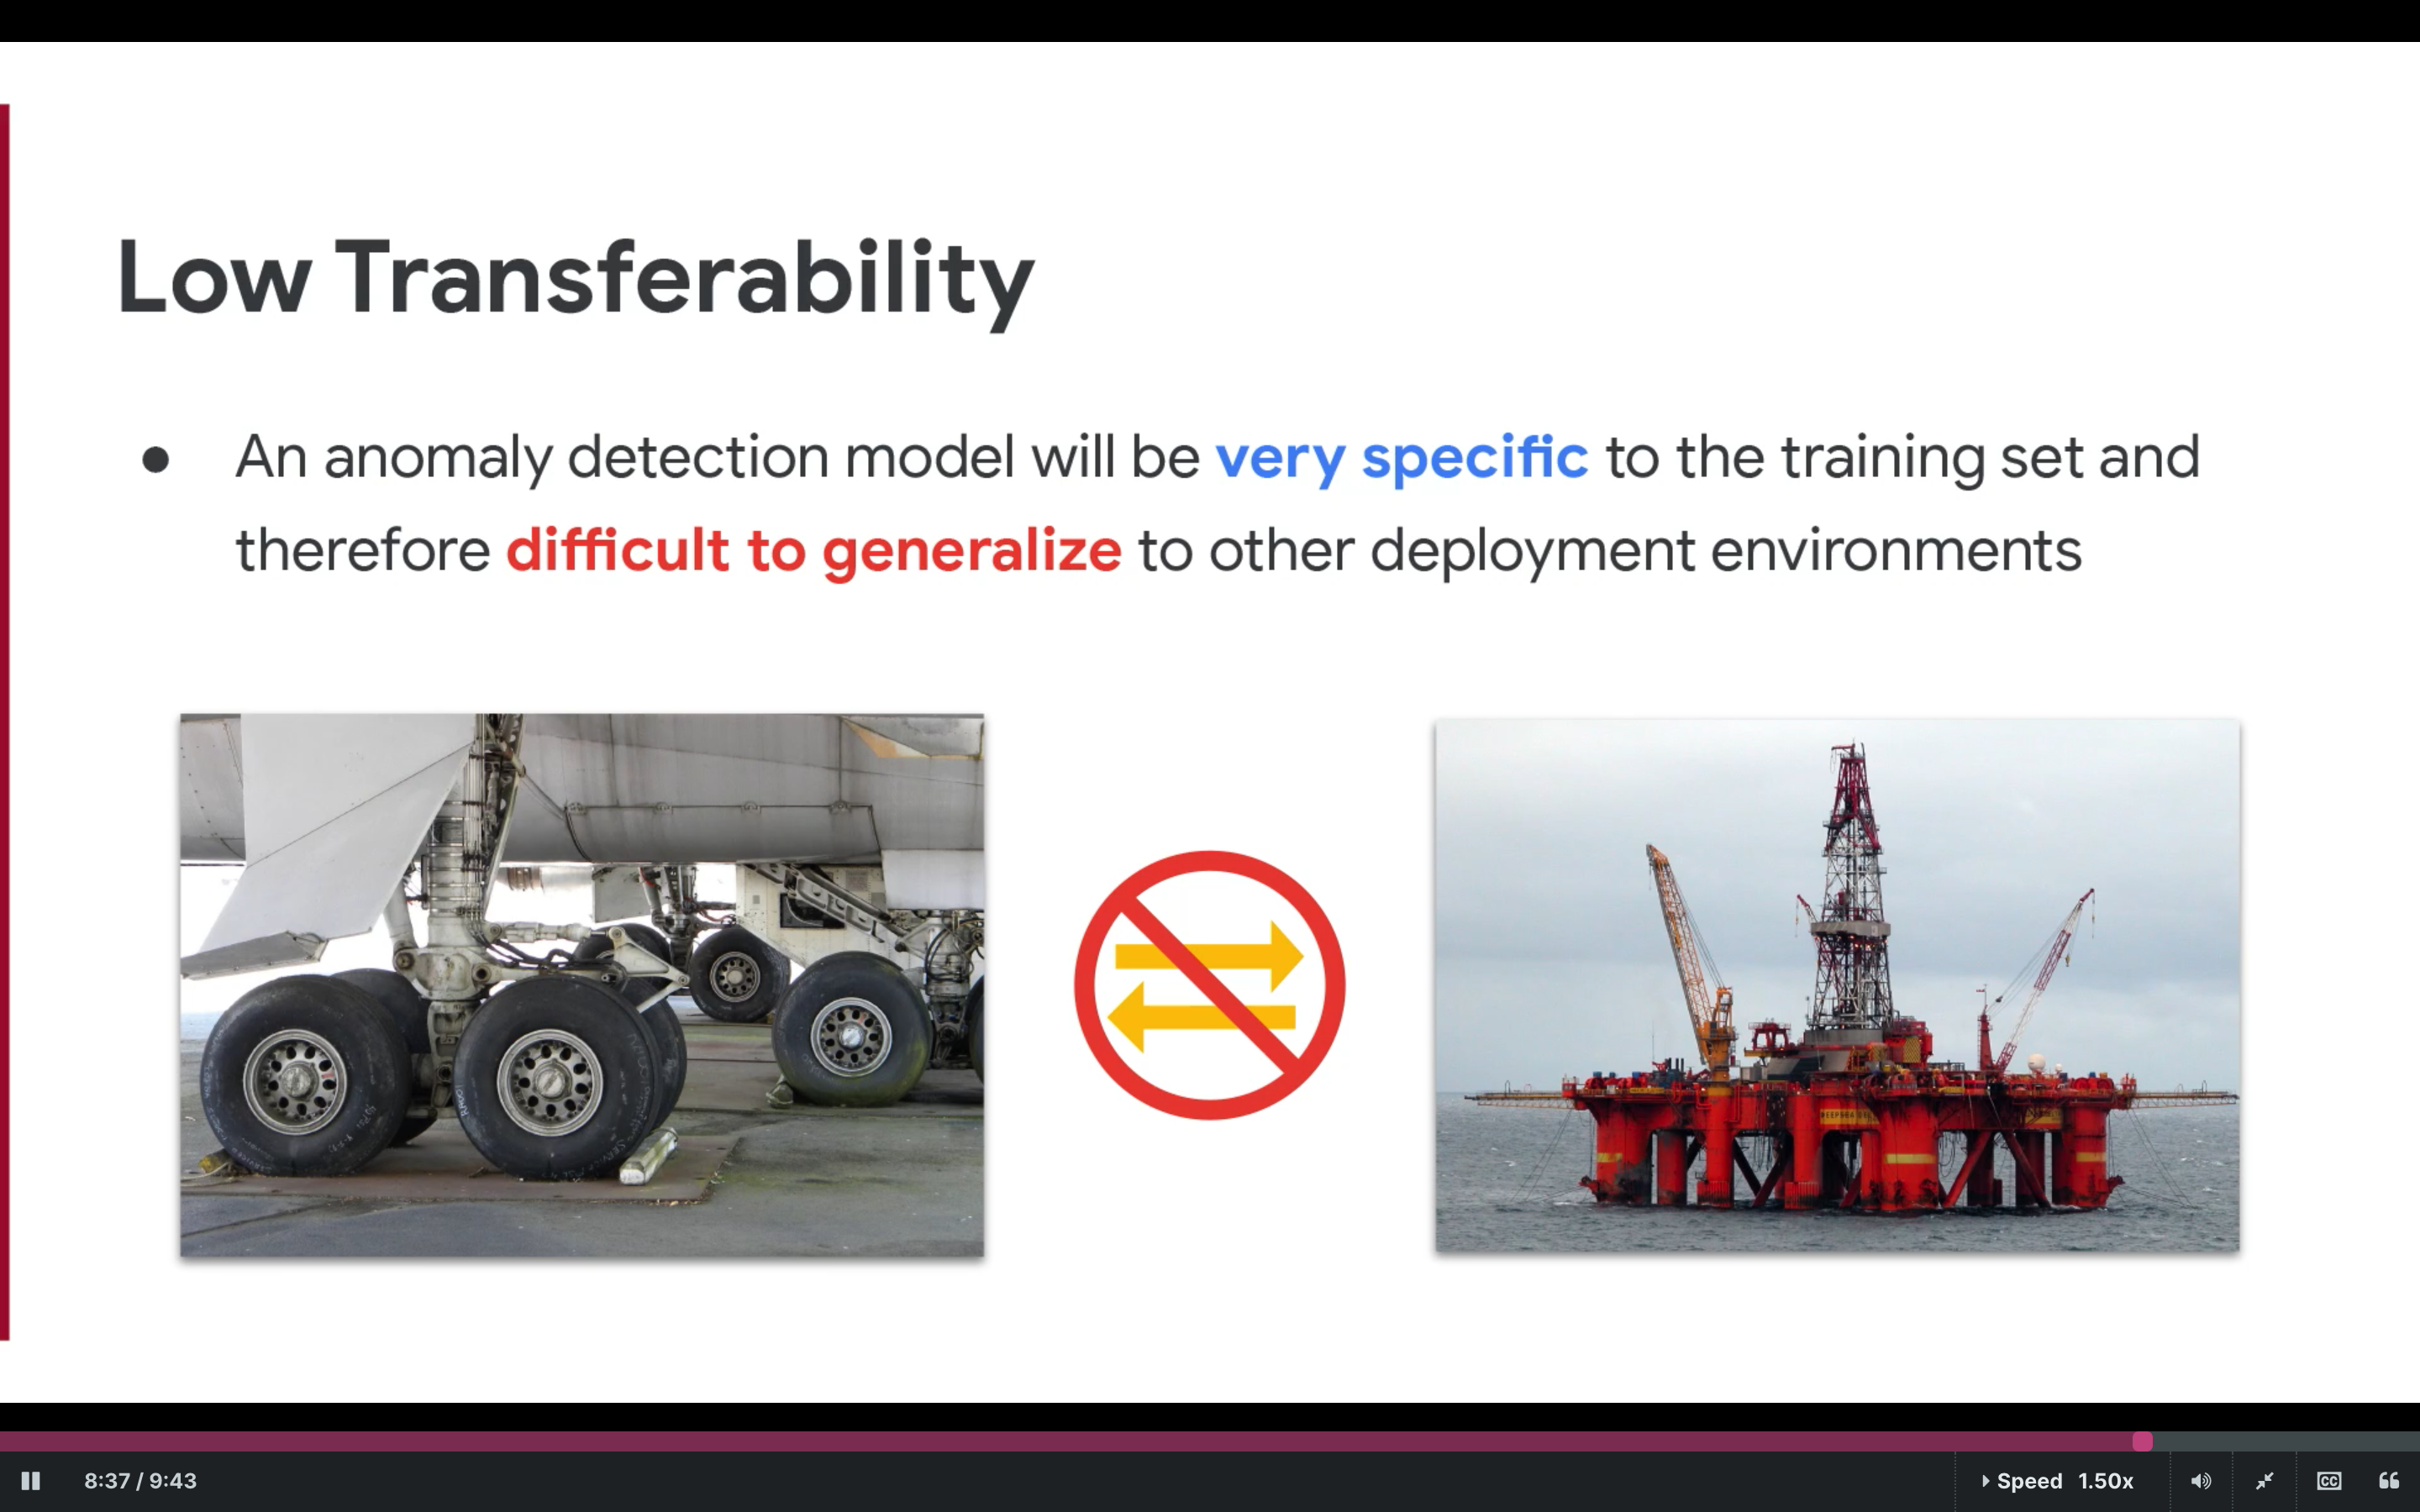 Low Transferability
● An anomaly detection model will be very specific to the training set and
therefore difficult to generalize to other deployment environments
8:37 / 9:43
Speed 1.50x
CC